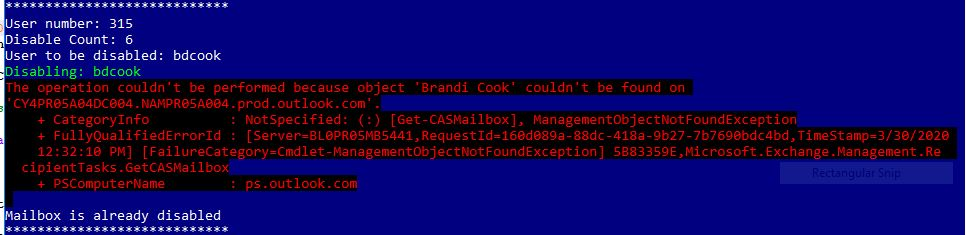 ****************************
User number: 315
Disable Count: 6
User to be disabled: bdcook
Disabling: bdcook
The operation couldn't be performed because object 'Brandi Cook' couldn't be found on
'CY4PR05A04DC004.NAMPR05A004.prod.outlook.com'.
+ CategoryInfo : NotSpecified: (:) [Get-CASMailbox], ManagementObjectNotFoundException
+ FullyQualifiedErrorId : [Server=BL0PR05MB5441,RequestId=160d089a-88dc-418a-9b27-7b7690bdc4bd,TimeStamp=3/30/2020
12:32:10 PM] [FailureCategory=Cmdlet-ManagementObjectNotFoundException] 5B83359E,Microsoft.Exchange.Management.Re
cipientTasks.GetCASMailbox
+ PSComputerName : ps.outlook.com
Rectangular Snip
Mailbox is already disabled
****************************